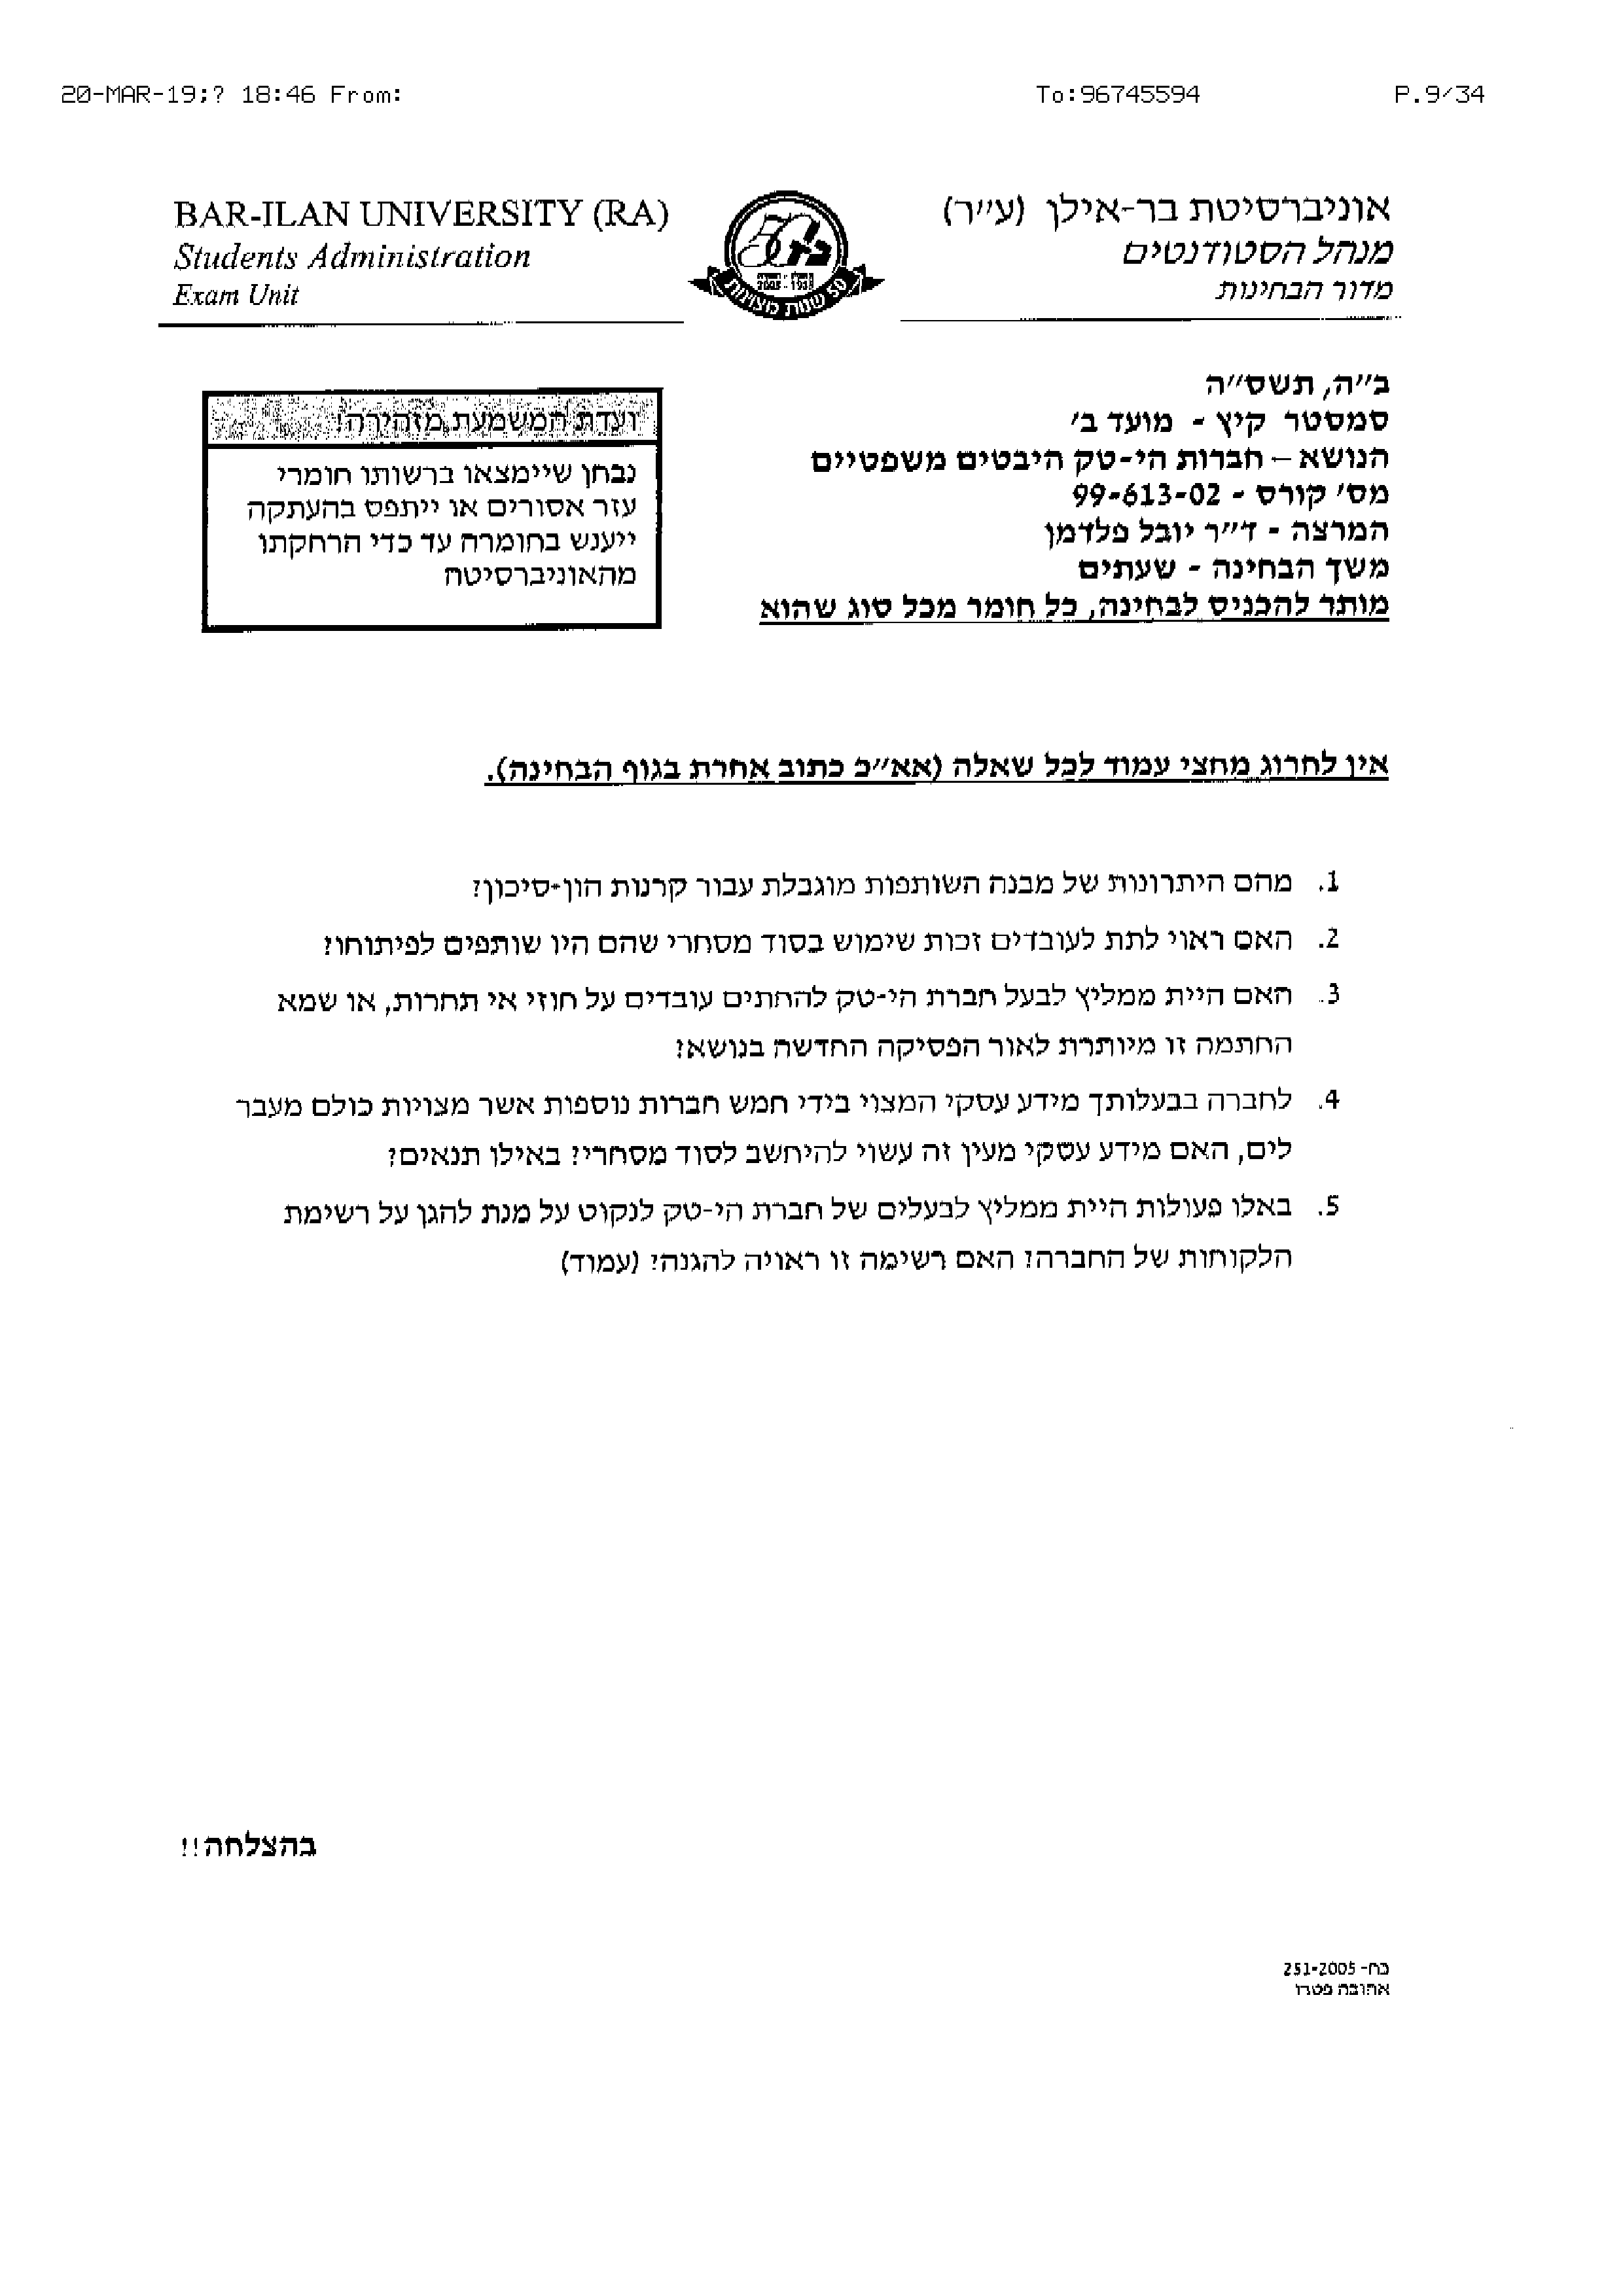 20-MAR-19;? 18:46 From: To:96745594 P.9/34
BAR-ILAN UNIVERSITY (RA)
Students Administration
Exam Unit
אוניברסיטת בר-אילן (ע"ר)
מנהל הסטודנטים
מדור הבחינות
50 שנות מצוינות
ב"ה, תשס"ה
סמסטר קיץ - מועד ב'
הנושא – חברות הי-טק היבטים משפטיים
מס' קורס - 99-613-02
המרצה - ד"ר יובל פלדמן
משך הבחינה - שעתים
מותר להכניס לבחינה, כל חומר מכל סוג שהוא
ועדת המשמעת מזהירה!
נבחן שיימצאו ברשותו חומרי
עזר אסורים או ייתפס בהעתקה
ייענש בחומרה עד כדי הרחקתו
מהאוניברסיטה
אין לחרוג מחצי עמוד לכל שאלה (אא"כ כתוב אחרת בגוף הבחינה).
1. מהם היתרונות של מבנה השותפות מוגבלת עבור קרנות הון-סיכון?
2. האם ראוי לתת לעובדים זכות שימוש בסוד מסחרי שהם היו שותפים לפיתוחו?
3. האם היית ממליץ לבעל חברת הי-טק להחתים עובדים על חוזי אי תחרות, או שמא
החתמה זו מיותרת לאור הפסיקה החדשה בנושא?
4. לחברה בבעלותך מידע עסקי המצוי בידי חמש חברות נוספות אשר מצויות כולם מעבר
לים, האם מידע עסקי מעין זה עשוי להיחשב לסוד מסחרי? באילו תנאים?
5. באלו פעולות היית ממליץ לבעלים של חברת הי-טק לנקוט על מנת להגן על רשימת
הלקוחות של החברה? האם רשימה זו ראויה להגנה? (עמוד)
בהצלחה!!
בח- 251-2005
אהובה פטרו